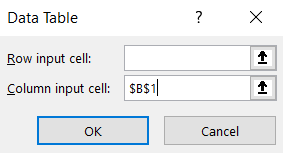 Data Table ? ×
Row input cell:
Column input cell: $B$1
OK Cancel